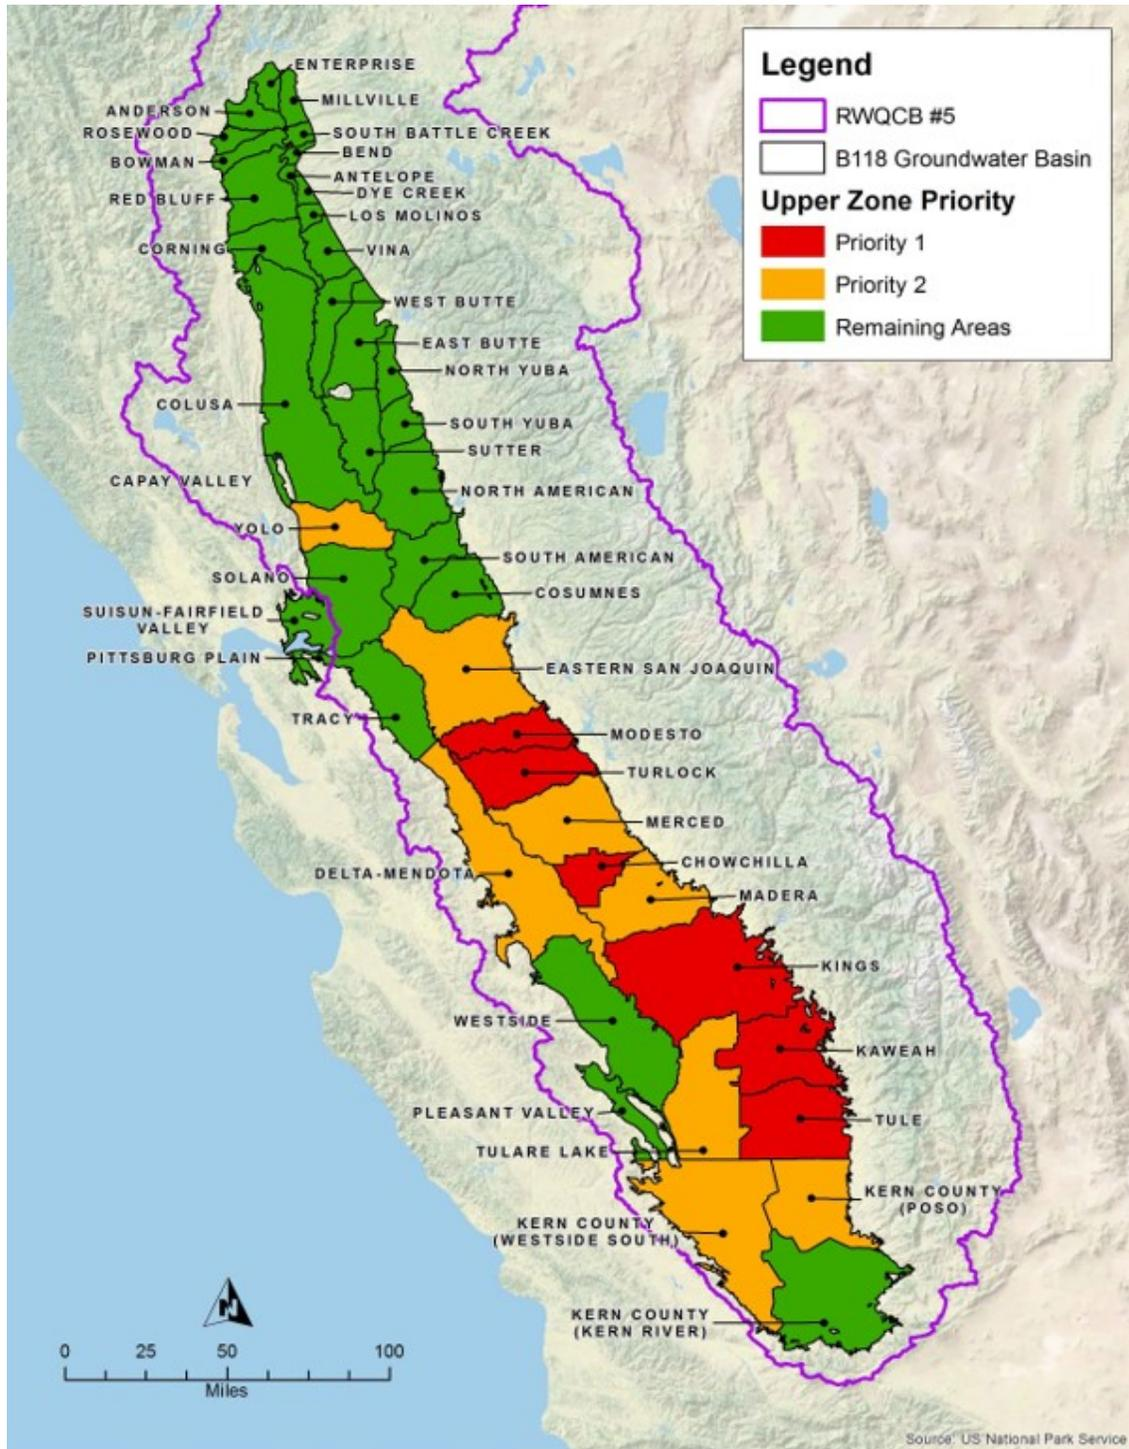 Legend
RWQCB #5
B118 Groundwater Basin
Upper Zone Priority
Priority 1
Priority 2
Remaining Areas
ENTERPRISE
MILLVILLE
ANDERSON
ROSEWOOD
SOUTH BATTLE CREEK
BEND
BOWMAN
ANTELOPE
DYE CREEK
RED BLUFF
LOS MOLINOS
CORNING
VINA
WEST BUTTE
EAST BUTTE
NORTH YUBA
COLUSA
SOUTH YUBA
SUTTER
CAPAY VALLEY
NORTH AMERICAN
YOLO
SOUTH AMERICAN
SOLANO
COSUMNES
SUISUN-FAIRFIELD
VALLEY
PITTSBURG PLAIN
EASTERN SAN JOAQUIN
TRACY
MODESTO
TURLOCK
MERCED
CHOWCHILLA
DELTA-MENDOTA
MADERA
KINGS
WESTSIDE
KAWEAH
PLEASANT VALLEY
TULE
TULARE LAKE
KERN COUNTY
(POSO)
KERN COUNTY
(WESTSIDE SOUTH)
KERN COUNTY
(KERN RIVER)
N
0 25 50 100
Miles
Source: US National Park Service